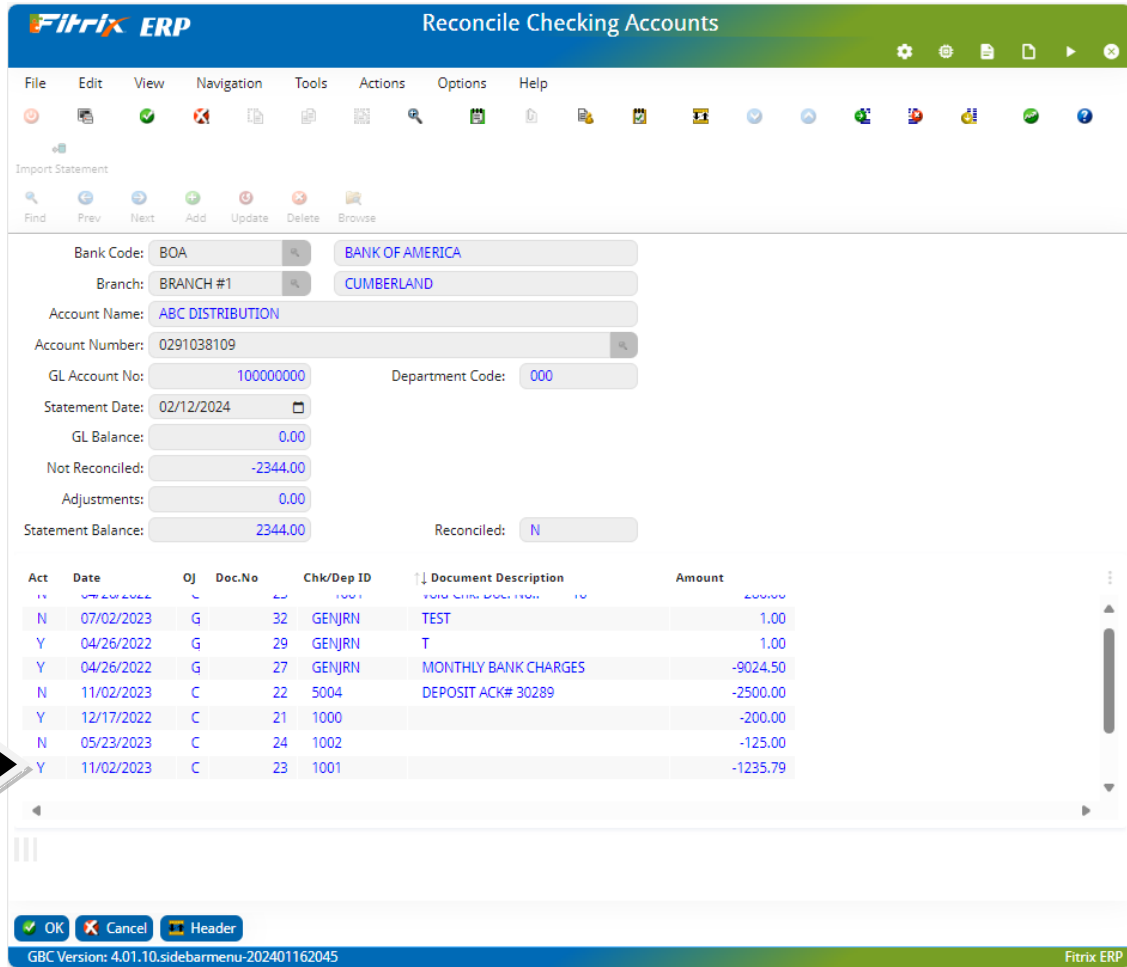 Fitrix ERP Reconcile Checking Accounts
File Edit View Navigation Tools Actions Options Help
Import Statement
Find Prev Next Add Update Delete Browse
Bank Code: BOA BANK OF AMERICA
Branch: BRANCH #1 CUMBERLAND
Account Name: ABC DISTRIBUTION
Account Number: 0291038109
GL Account No: 100000000 Department Code: 000
Statement Date: 02/12/2024
GL Balance: 0.00
Not Reconciled: -2344.00
Adjustments: 0.00
Statement Balance: 2344.00 Reconciled: N
Act Date OJ Doc.No Chk/Dep ID Document Description Amount
N 07/02/2023 G 32 GENJRN TEST 1.00
Y 04/26/2022 G 29 GENJRN T 1.00
Y 04/26/2022 G 27 GENJRN MONTHLY BANK CHARGES -9024.50
N 11/02/2023 C 22 5004 DEPOSIT ACK# 30289 -2500.00
Y 12/17/2022 C 21 1000 -200.00
N 05/23/2023 C 24 1002 -125.00
Y 11/02/2023 C 23 1001 -1235.79
OK Cancel Header
GBC Version: 4.01.10.sidebarmenu-202401162045 Fitrix ERP